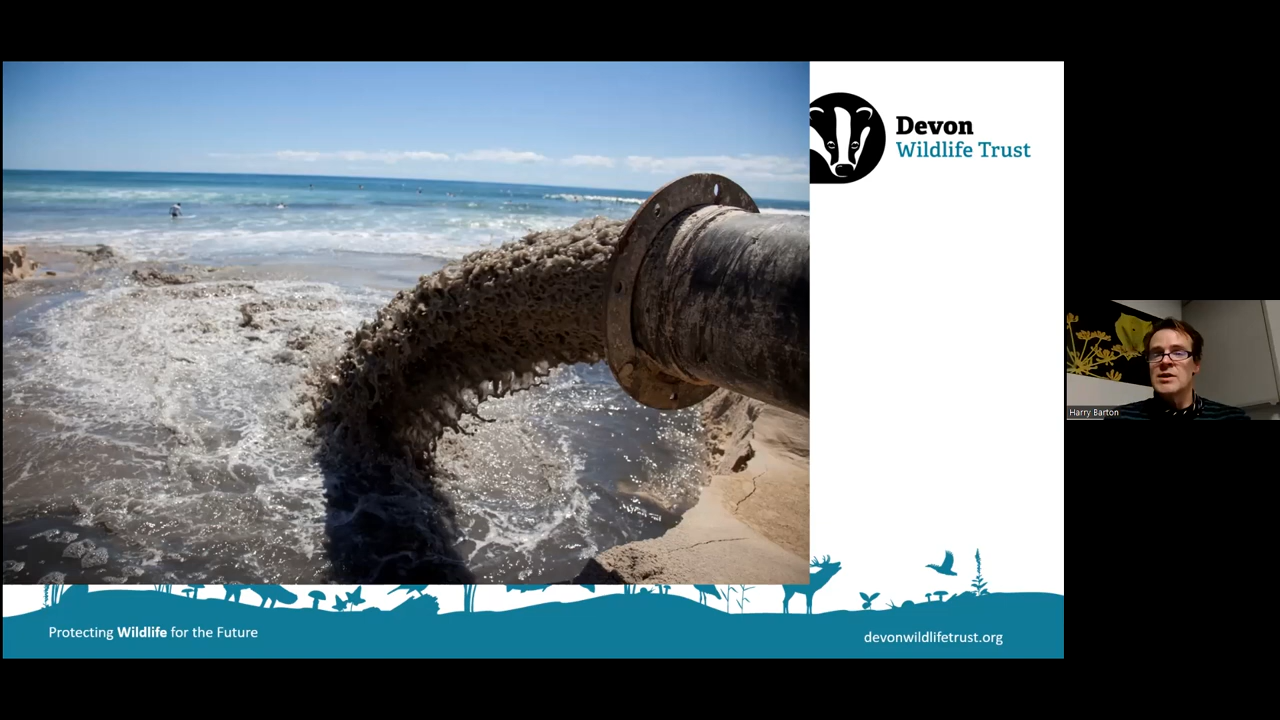 Devon
Wildlife Trust
Harry Barton
Protecting Wildlife for the Future
devonwildlifetrust.org